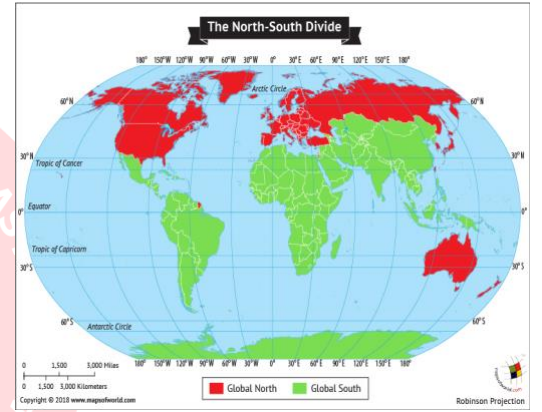 The North-South Divide
180° 150°W 120°W 90°W 60°W 30°W 0° 30°E 60°E 90°E 120°E 150°E 180°
Arctic Circle
60°N 60°N
30°N 30°N
Tropic of Cancer
Equator
0° 0°
Tropic of Capricorn
30°S 30°S
60°S 60°S
Antarctic Circle
180° 150°W 120°W 90°W 60°W 30°W 0° 30°E 60°E 90°E 120°E 150°E 180°
0 1,500 3,000 Miles
0 1,500 3,000 Kilometers
Global North Global South
Copyright © 2018 www.mapsofworld.com
Robinson Projection